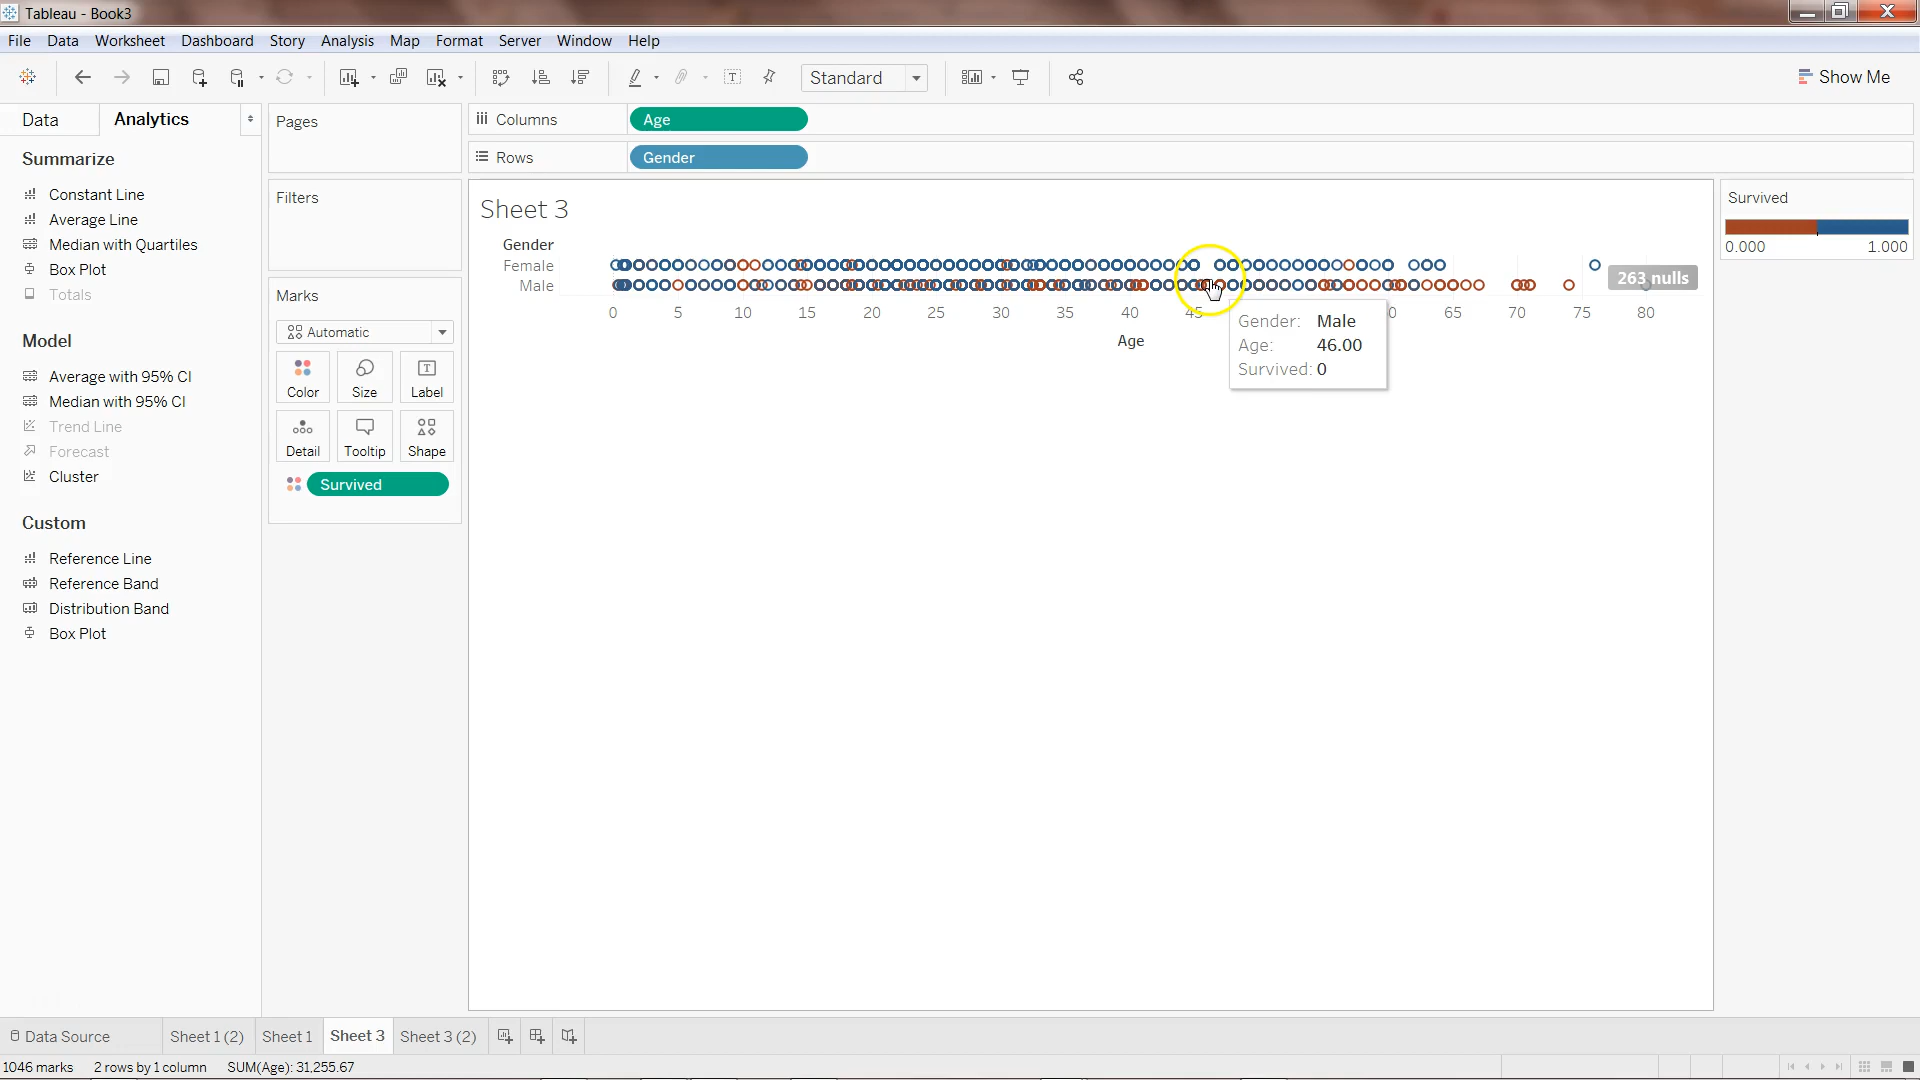 Tableau - Book3
File Data Worksheet Dashboard Story Analysis Map Format Server Window Help
Standard
Show Me
Data Analytics
Summarize
Constant Line
Average Line
Median with Quartiles
Box Plot
Totals
Model
Average with 95% CI
Median with 95% CI
Trend Line
Forecast
Cluster
Custom
Reference Line
Reference Band
Distribution Band
Box Plot
Pages
Filters
Marks
Automatic
Color Size Label
Detail Tooltip Shape
Survived
Columns Age
Rows Gender
Sheet 3
Gender
Female
Male
263 nulls
0 5 10 15 20 25 30 35 40 45 0 65 70 75 80
Age
Gender: Male
Age: 46.00
Survived: 0
Survived
0.000 1.000
Data Source Sheet 1 (2) Sheet 1 Sheet 3 Sheet 3 (2)
1046 marks 2 rows by 1 column SUM(Age): 31,255.67